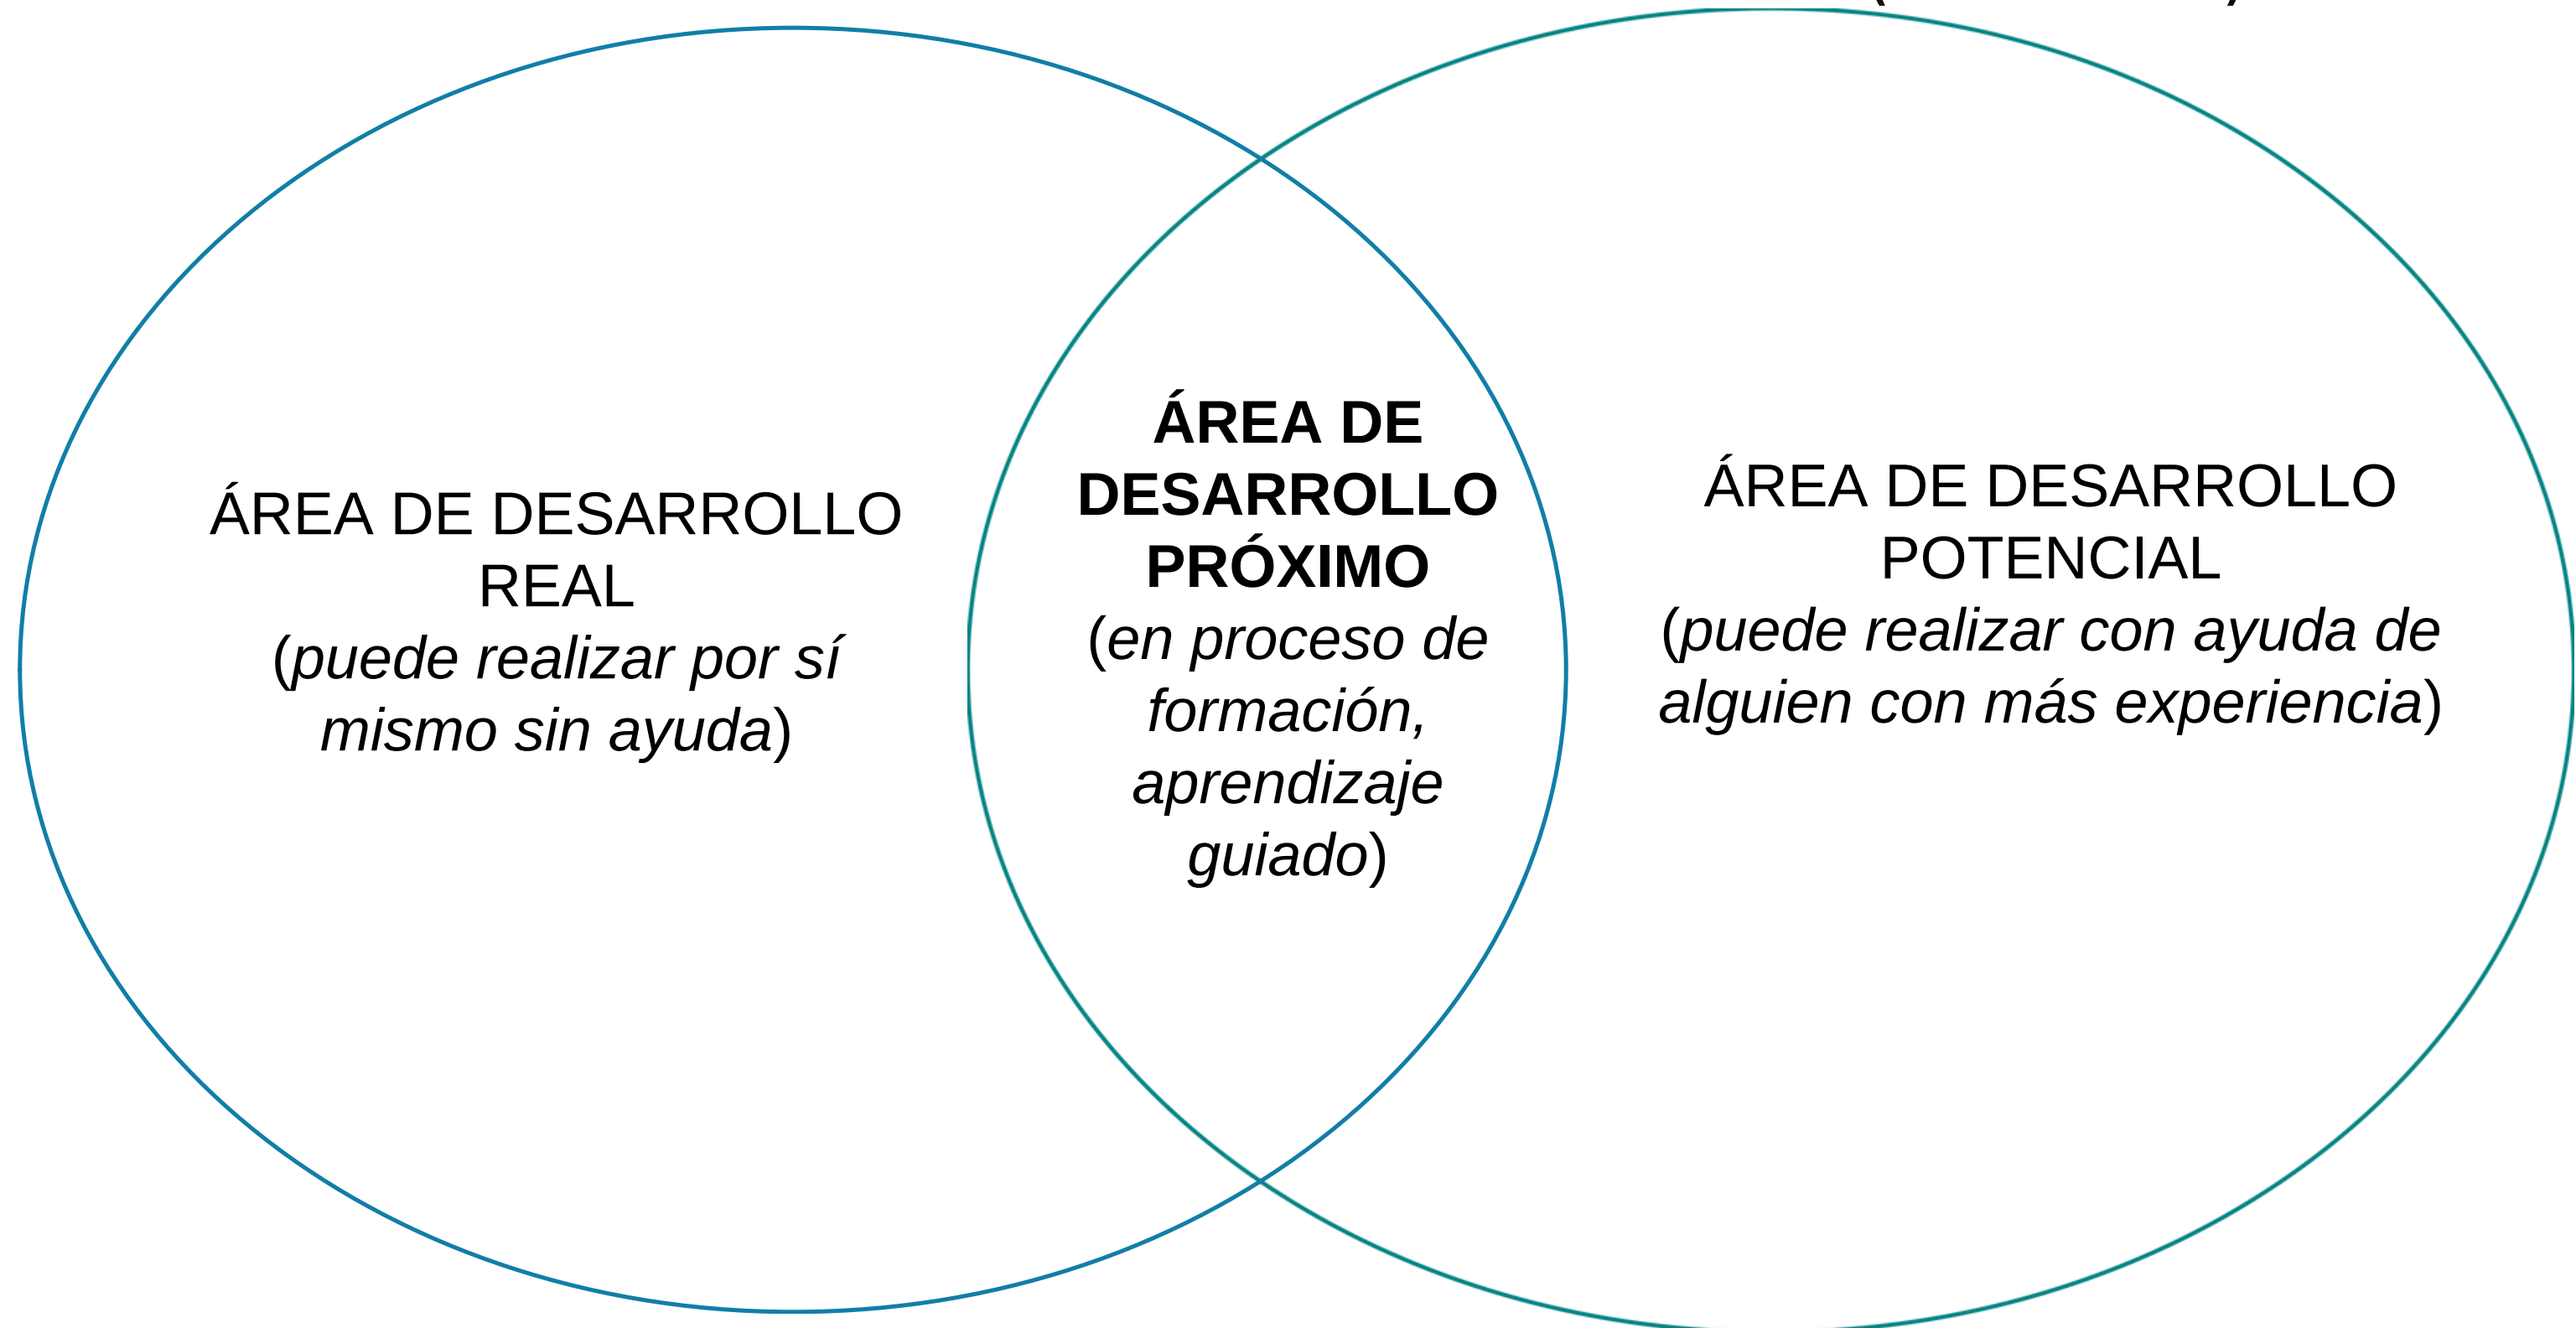 ÁREA DE DESARROLLO
REAL
(puede realizar por sí
mismo sin ayuda)
ÁREA DE
DESARROLLO
PRÓXIMO
(en proceso de
formación,
aprendizaje
guiado)
ÁREA DE DESARROLLO
POTENCIAL
(puede realizar con ayuda de
alguien con más experiencia)